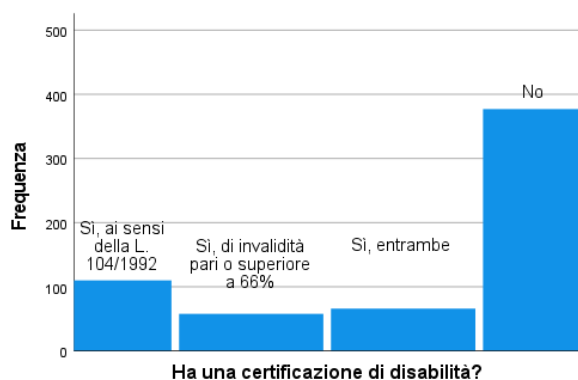 500
400
300
200
100
0
Frequenza
Sì, ai sensi
della L.
104/1992
Sì, di invalidità
pari o superiore
a 66%
Sì, entrambe
No
Ha una certificazione di disabilità?